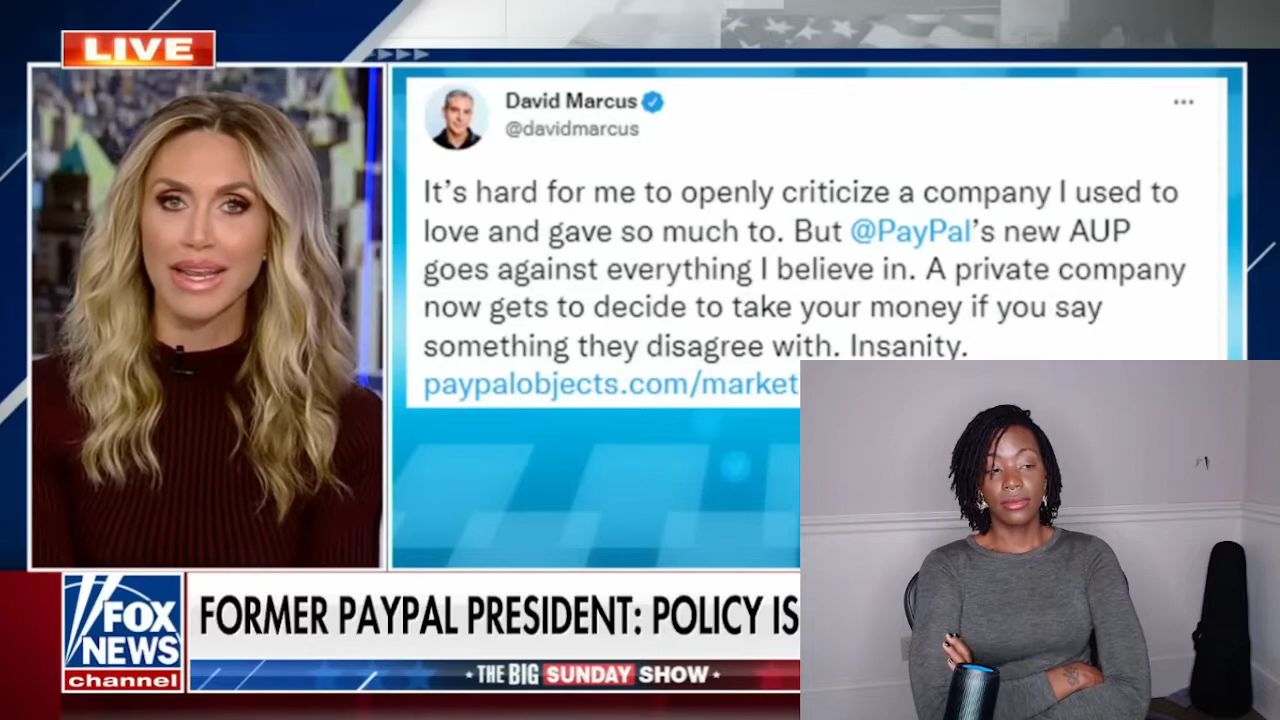 LIVE
David Marcus
@davidmarcus
It's hard for me to openly criticize a company I used to
love and gave so much to. But @PayPal's new AUP
goes against everything I believe in. A private company
now gets to decide to take your money if you say
something they disagree with. Insanity.
paypalobjects.com/market
FOX
NEWS
channel
FORMER PAYPAL PRESIDENT: POLICY IS
THE BIG SUNDAY SHOW